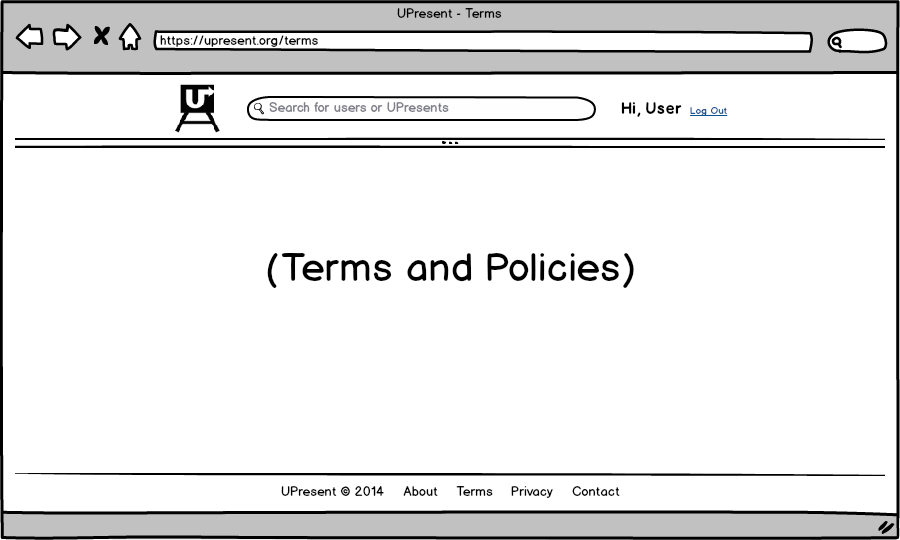 UPresent - Terms
https://upresent.org/terms
U
Search for users or UPresents
Hi, User Log Out
(Terms and Policies)
UPresent © 2014 About Terms Privacy Contact